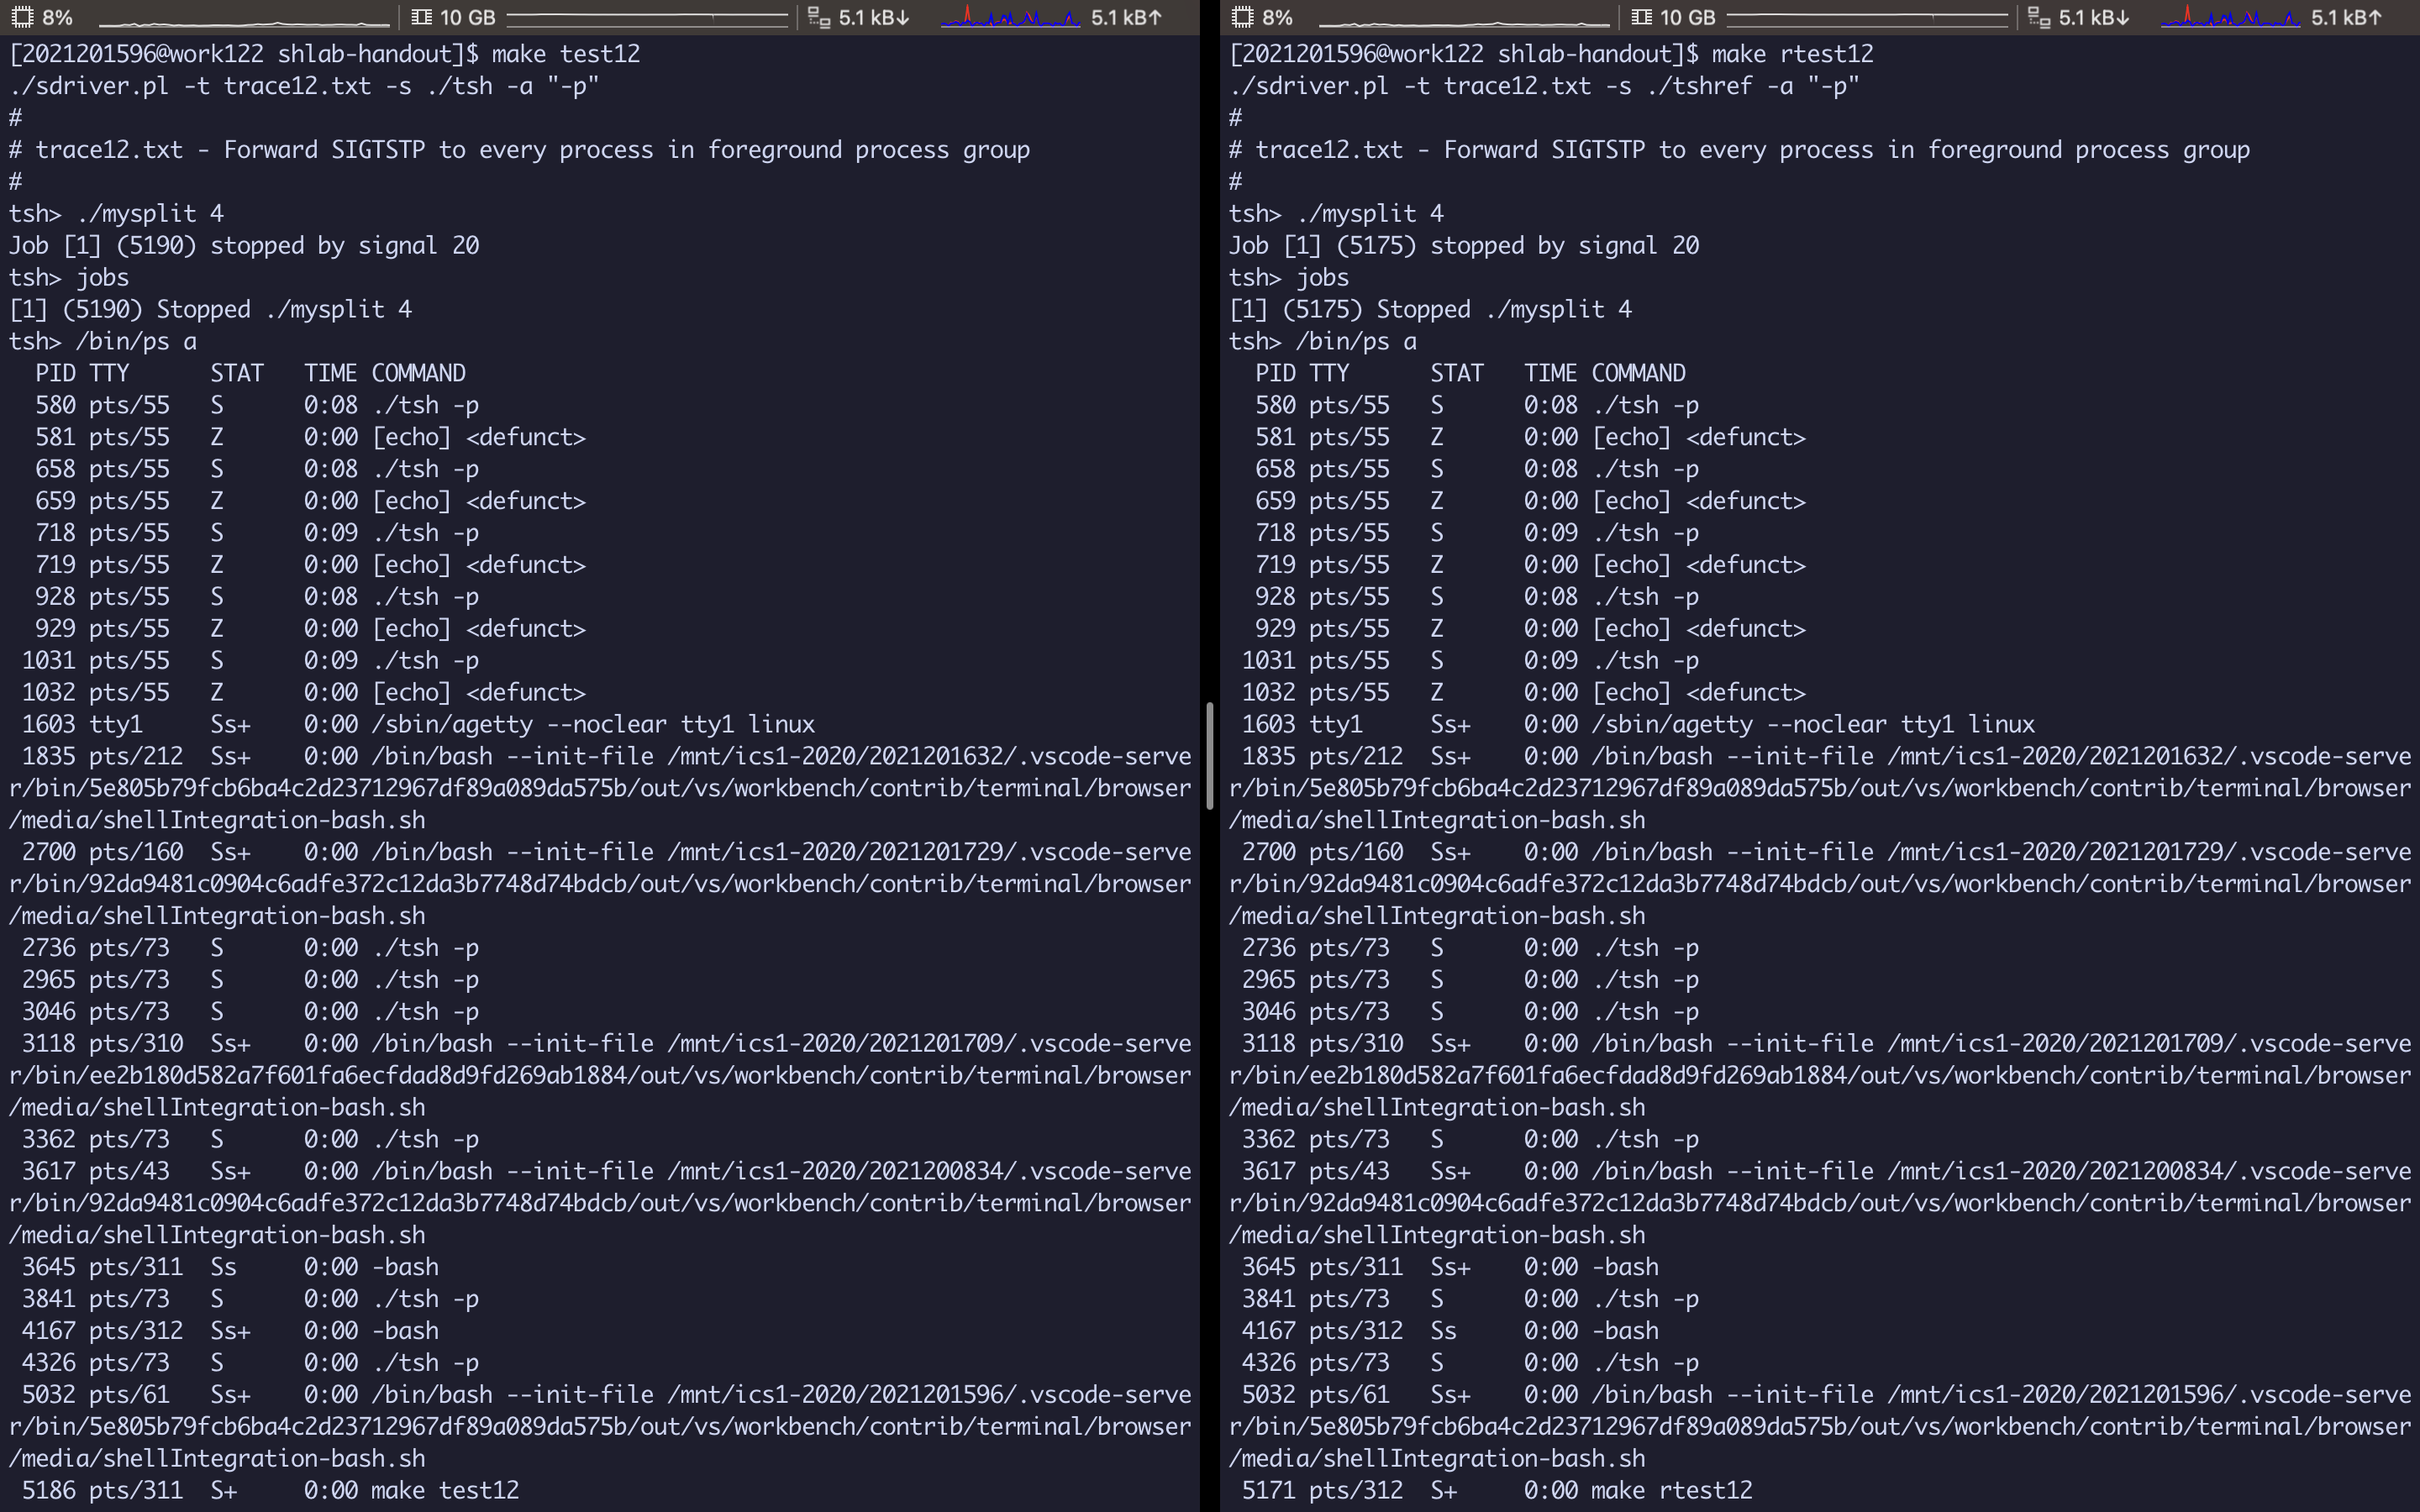 8% 10 GB 5.1 kB↓ 5.1 kB↑
[2021201596@work122 shlab-handout]$ make test12
./sdriver.pl -t trace12.txt -s ./tsh -a "-p"
#
# trace12.txt - Forward SIGTSTP to every process in foreground process group
#
tsh> ./mysplit 4
Job [1] (5190) stopped by signal 20
tsh> jobs
[1] (5190) Stopped ./mysplit 4
tsh> /bin/ps a
  PID TTY      STAT   TIME COMMAND
  580 pts/55   S      0:08 ./tsh -p
  581 pts/55   Z      0:00 [echo] <defunct>
  658 pts/55   S      0:08 ./tsh -p
  659 pts/55   Z      0:00 [echo] <defunct>
  718 pts/55   S      0:09 ./tsh -p
  719 pts/55   Z      0:00 [echo] <defunct>
  928 pts/55   S      0:08 ./tsh -p
  929 pts/55   Z      0:00 [echo] <defunct>
 1031 pts/55   S      0:09 ./tsh -p
 1032 pts/55   Z      0:00 [echo] <defunct>
 1603 tty1     Ss+    0:00 /sbin/agetty --noclear tty1 linux
 1835 pts/212  Ss+    0:00 /bin/bash --init-file /mnt/ics1-2020/2021201632/.vscode-serve
r/bin/5e805b79fcb6ba4c2d23712967df89a089da575b/out/vs/workbench/contrib/terminal/browser
/media/shellIntegration-bash.sh
 2700 pts/160  Ss+    0:00 /bin/bash --init-file /mnt/ics1-2020/2021201729/.vscode-serve
r/bin/92da9481c0904c6adfe372c12da3b7748d74bdcb/out/vs/workbench/contrib/terminal/browser
/media/shellIntegration-bash.sh
 2736 pts/73   S      0:00 ./tsh -p
 2965 pts/73   S      0:00 ./tsh -p
 3046 pts/73   S      0:00 ./tsh -p
 3118 pts/310  Ss+    0:00 /bin/bash --init-file /mnt/ics1-2020/2021201709/.vscode-serve
r/bin/ee2b180d582a7f601fa6ecfdad8d9fd269ab1884/out/vs/workbench/contrib/terminal/browser
/media/shellIntegration-bash.sh
 3362 pts/73   S      0:00 ./tsh -p
 3617 pts/43   Ss+    0:00 /bin/bash --init-file /mnt/ics1-2020/2021200834/.vscode-serve
r/bin/92da9481c0904c6adfe372c12da3b7748d74bdcb/out/vs/workbench/contrib/terminal/browser
/media/shellIntegration-bash.sh
 3645 pts/311  Ss     0:00 -bash
 3841 pts/73   S      0:00 ./tsh -p
 4167 pts/312  Ss+    0:00 -bash
 4326 pts/73   S      0:00 ./tsh -p
 5032 pts/61   Ss+    0:00 /bin/bash --init-file /mnt/ics1-2020/2021201596/.vscode-serve
r/bin/5e805b79fcb6ba4c2d23712967df89a089da575b/out/vs/workbench/contrib/terminal/browser
/media/shellIntegration-bash.sh
 5186 pts/311  S+     0:00 make test12
8% 10 GB 5.1 kB↓ 5.1 kB↑
[2021201596@work122 shlab-handout]$ make rtest12
./sdriver.pl -t trace12.txt -s ./tshref -a "-p"
#
# trace12.txt - Forward SIGTSTP to every process in foreground process group
#
tsh> ./mysplit 4
Job [1] (5175) stopped by signal 20
tsh> jobs
[1] (5175) Stopped ./mysplit 4
tsh> /bin/ps a
  PID TTY      STAT   TIME COMMAND
  580 pts/55   S      0:08 ./tsh -p
  581 pts/55   Z      0:00 [echo] <defunct>
  658 pts/55   S      0:08 ./tsh -p
  659 pts/55   Z      0:00 [echo] <defunct>
  718 pts/55   S      0:09 ./tsh -p
  719 pts/55   Z      0:00 [echo] <defunct>
  928 pts/55   S      0:08 ./tsh -p
  929 pts/55   Z      0:00 [echo] <defunct>
 1031 pts/55   S      0:09 ./tsh -p
 1032 pts/55   Z      0:00 [echo] <defunct>
 1603 tty1     Ss+    0:00 /sbin/agetty --noclear tty1 linux
 1835 pts/212  Ss+    0:00 /bin/bash --init-file /mnt/ics1-2020/2021201632/.vscode-serve
r/bin/5e805b79fcb6ba4c2d23712967df89a089da575b/out/vs/workbench/contrib/terminal/browser
/media/shellIntegration-bash.sh
 2700 pts/160  Ss+    0:00 /bin/bash --init-file /mnt/ics1-2020/2021201729/.vscode-serve
r/bin/92da9481c0904c6adfe372c12da3b7748d74bdcb/out/vs/workbench/contrib/terminal/browser
/media/shellIntegration-bash.sh
 2736 pts/73   S      0:00 ./tsh -p
 2965 pts/73   S      0:00 ./tsh -p
 3046 pts/73   S      0:00 ./tsh -p
 3118 pts/310  Ss+    0:00 /bin/bash --init-file /mnt/ics1-2020/2021201709/.vscode-serve
r/bin/ee2b180d582a7f601fa6ecfdad8d9fd269ab1884/out/vs/workbench/contrib/terminal/browser
/media/shellIntegration-bash.sh
 3362 pts/73   S      0:00 ./tsh -p
 3617 pts/43   Ss+    0:00 /bin/bash --init-file /mnt/ics1-2020/2021200834/.vscode-serve
r/bin/92da9481c0904c6adfe372c12da3b7748d74bdcb/out/vs/workbench/contrib/terminal/browser
/media/shellIntegration-bash.sh
 3645 pts/311  Ss+    0:00 -bash
 3841 pts/73   S      0:00 ./tsh -p
 4167 pts/312  Ss     0:00 -bash
 4326 pts/73   S      0:00 ./tsh -p
 5032 pts/61   Ss+    0:00 /bin/bash --init-file /mnt/ics1-2020/2021201596/.vscode-serve
r/bin/5e805b79fcb6ba4c2d23712967df89a089da575b/out/vs/workbench/contrib/terminal/browser
/media/shellIntegration-bash.sh
 5171 pts/312  S+     0:00 make rtest12